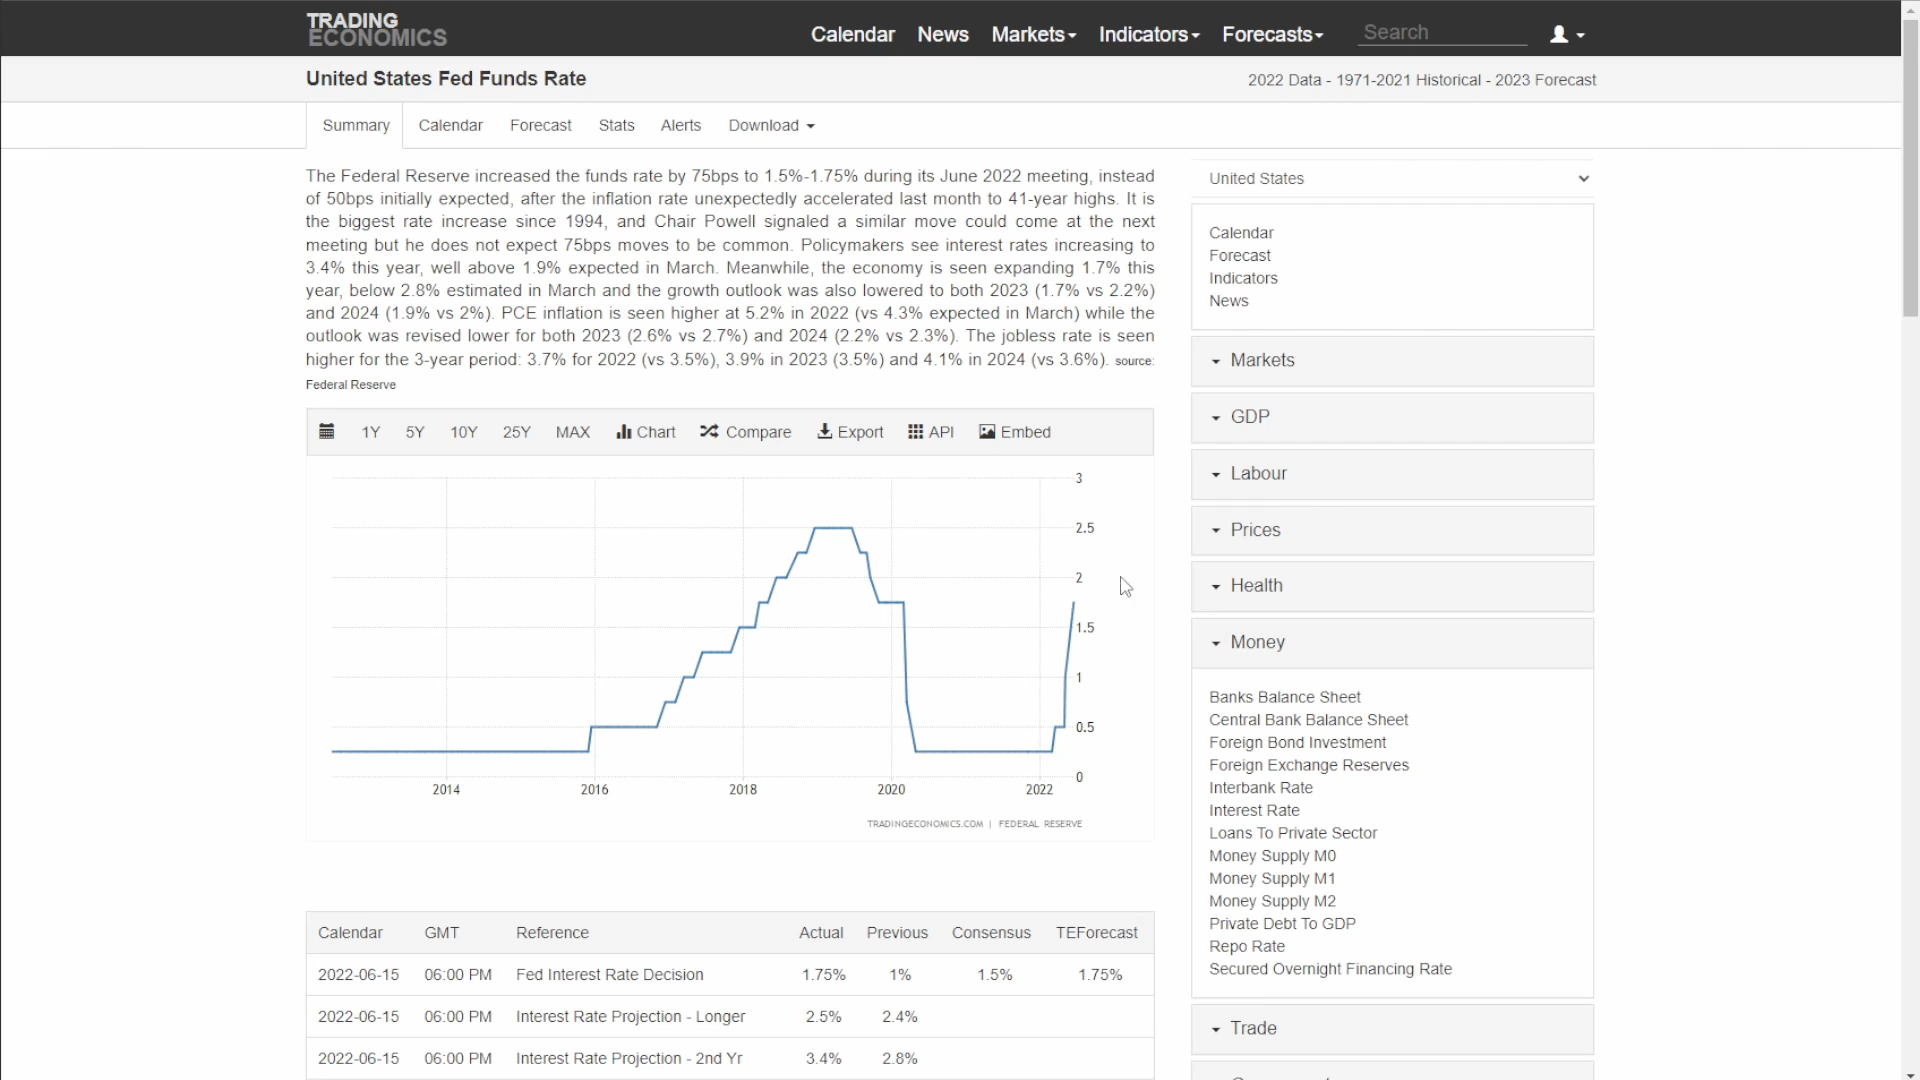 TRADING
ECONOMICS
Calendar News Markets Indicators Forecasts Search
United States Fed Funds Rate
2022 Data - 1971-2021 Historical - 2023 Forecast
Summary Calendar Forecast Stats Alerts Download
The Federal Reserve increased the funds rate by 75bps to 1.5%-1.75% during its June 2022 meeting, instead
of 50bps initially expected, after the inflation rate unexpectedly accelerated last month to 41-year highs. It is
the biggest rate increase since 1994, and Chair Powell signaled a similar move could come at the next
meeting but he does not expect 75bps moves to be common. Policymakers see interest rates increasing to
3.4% this year, well above 1.9% expected in March. Meanwhile, the economy is seen expanding 1.7% this
year, below 2.8% estimated in March and the growth outlook was also lowered to both 2023 (1.7% vs 2.2%)
and 2024 (1.9% vs 2%). PCE inflation is seen higher at 5.2% in 2022 (vs 4.3% expected in March) while the
outlook was revised lower for both 2023 (2.6% vs 2.7%) and 2024 (2.2% vs 2.3%). The jobless rate is seen
higher for the 3-year period: 3.7% for 2022 (vs 3.5%), 3.9% in 2023 (3.5%) and 4.1% in 2024 (vs 3.6%). source:
Federal Reserve
1Y 5Y 10Y 25Y MAX Chart Compare Export API Embed
3
2.5
2
1.5
1
0.5
0
2014 2016 2018 2020 2022
TRADINGECONOMICS.COM | FEDERAL RESERVE
Calendar GMT Reference Actual Previous Consensus TEForecast
2022-06-15 06:00 PM Fed Interest Rate Decision 1.75% 1% 1.5% 1.75%
2022-06-15 06:00 PM Interest Rate Projection - Longer 2.5% 2.4%
2022-06-15 06:00 PM Interest Rate Projection - 2nd Yr 3.4% 2.8%
United States
Calendar
Forecast
Indicators
News
Markets
GDP
Labour
Prices
Health
Money
Banks Balance Sheet
Central Bank Balance Sheet
Foreign Bond Investment
Foreign Exchange Reserves
Interbank Rate
Interest Rate
Loans To Private Sector
Money Supply M0
Money Supply M1
Money Supply M2
Private Debt To GDP
Repo Rate
Secured Overnight Financing Rate
Trade